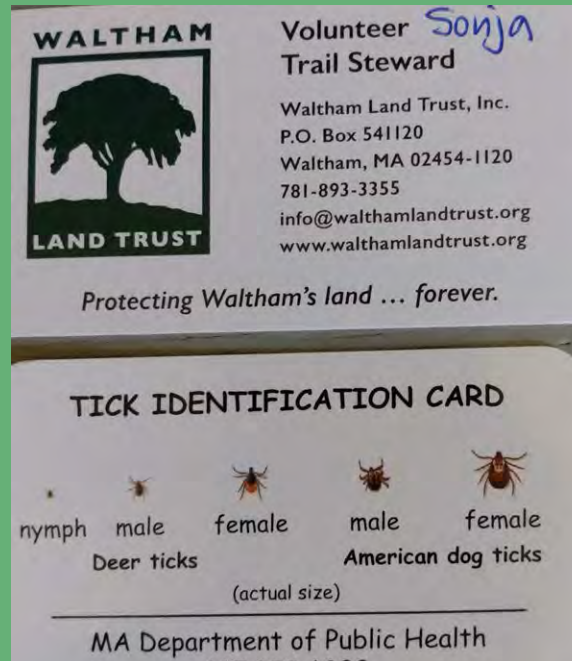 WALTHAM
LAND TRUST
Volunteer Sonja
Trail Steward
Waltham Land Trust, Inc.
P.O. Box 541120
Waltham, MA 02454-1120
781-893-3355
info@walthamlandtrust.org
www.walthamlandtrust.org
Protecting Waltham's land ... forever.
TICK IDENTIFICATION CARD
nymph male female male female
Deer ticks American dog ticks
(actual size)
MA Department of Public Health